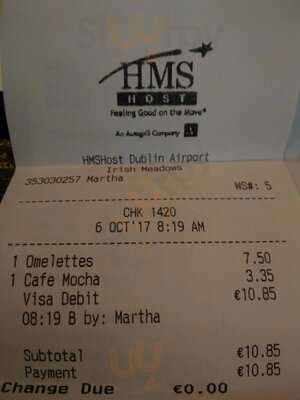 HMS
HOST
Feeling Good on the Move®
An Autogrill Company A
HMSHost Dublin Airport
Irish Meadows
353030257 Martha WS#: 5
CHK 1420
6 OCT'17 8:19 AM
1 Omelettes 7.50
1 Cafe Mocha 3.35
Visa Debit €10.85
08:19 B by: Martha
Subtotal €10.85
Payment €10.85
Change Due €0.00